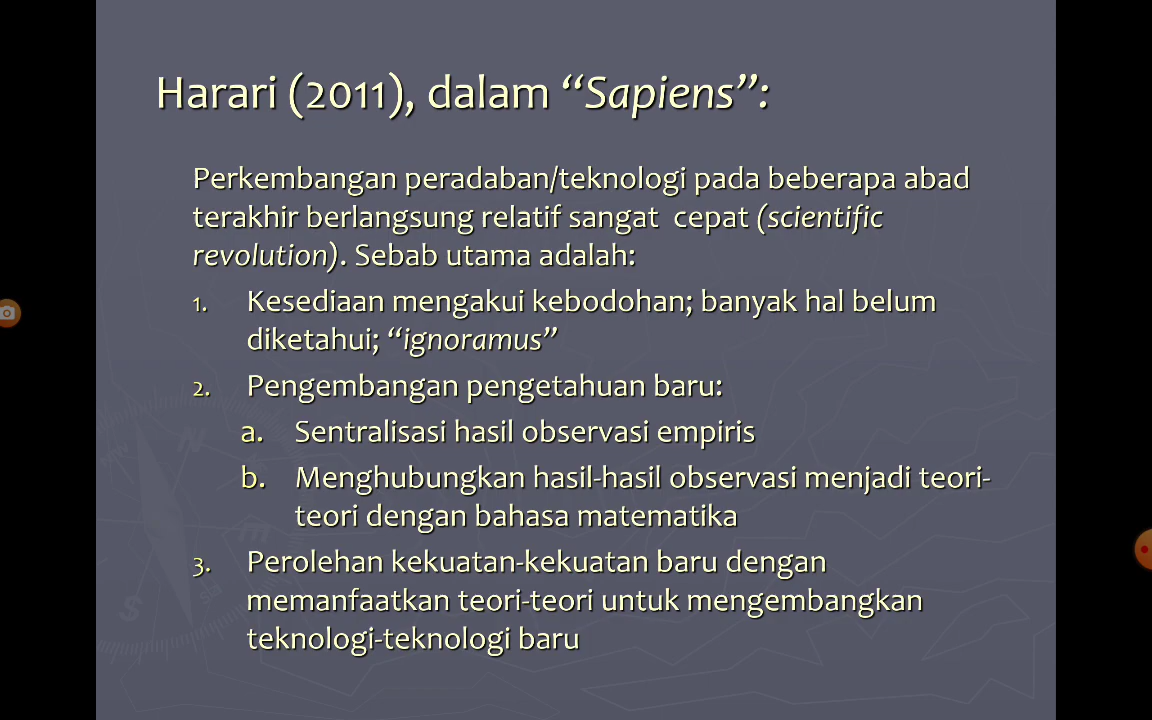 Harari (2011), dalam “Sapiens”:
Perkembangan peradaban/teknologi pada beberapa abad
terakhir berlangsung relatif sangat cepat (scientific
revolution). Sebab utama adalah:
1. Kesediaan mengakui kebodohan; banyak hal belum
diketahui; “ignoramus”
2. Pengembangan pengetahuan baru:
a. Sentralisasi hasil observasi empiris
b. Menghubungkan hasil-hasil observasi menjadi teori-
teori dengan bahasa matematika
3. Perolehan kekuatan-kekuatan baru dengan
memanfaatkan teori-teori untuk mengembangkan
teknologi-teknologi baru
N
S